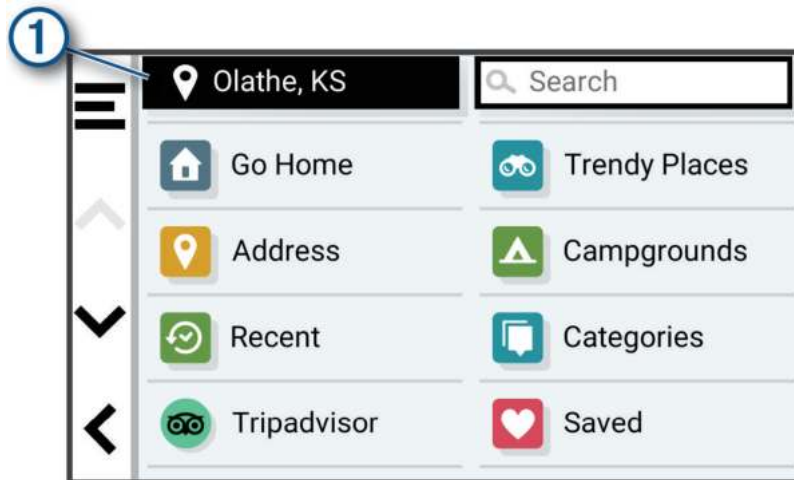 1
Olathe, KS
Search
Go Home
Trendy Places
Address
Campgrounds
Recent
Categories
Tripadvisor
Saved